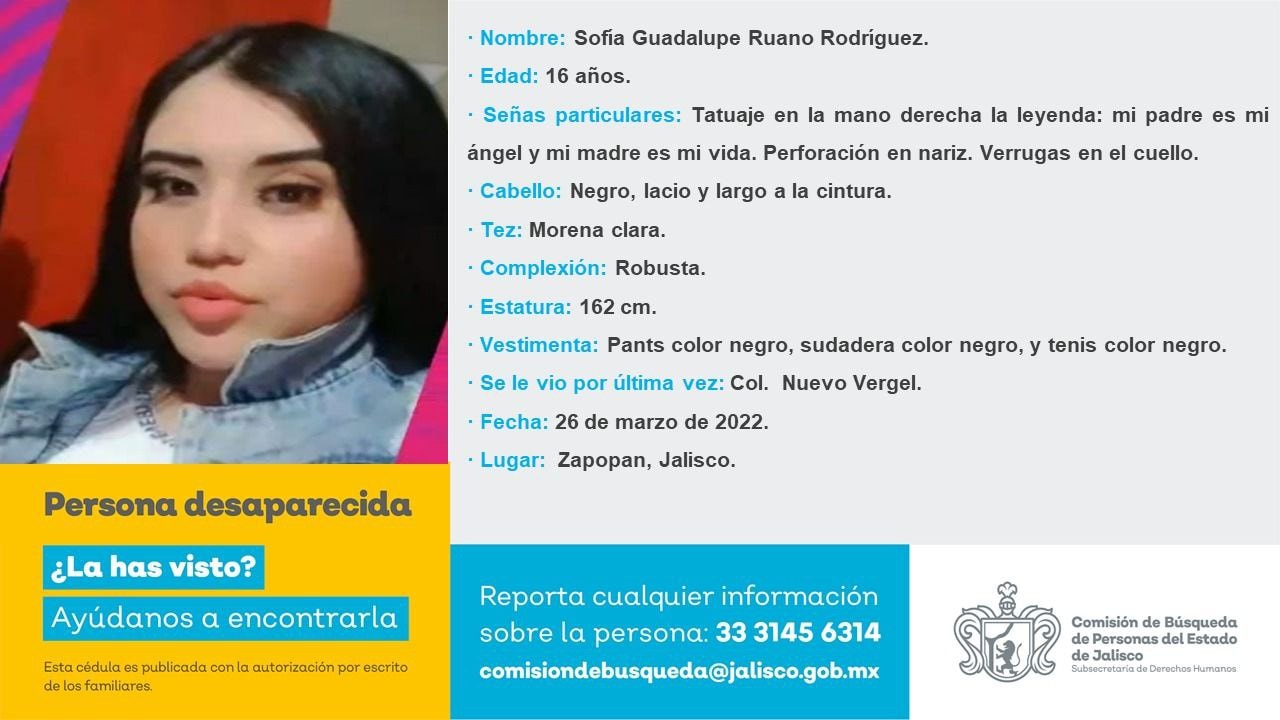 · Nombre: Sofía Guadalupe Ruano Rodríguez.
· Edad: 16 años.
· Señas particulares: Tatuaje en la mano derecha la leyenda: mi padre es mi
ángel y mi madre es mi vida. Perforación en nariz. Verrugas en el cuello.
· Cabello: Negro, lacio y largo a la cintura.
· Tez: Morena clara.
· Complexión: Robusta.
· Estatura: 162 cm.
· Vestimenta: Pants color negro, sudadera color negro, y tenis color negro.
· Se le vio por última vez: Col. Nuevo Vergel.
· Fecha: 26 de marzo de 2022.
· Lugar: Zapopan, Jalisco.
Persona desaparecida
¿La has visto?
Ayúdanos a encontrarla
Esta cédula es publicada con la autorización por escrito
de los familiares.
Reporta cualquier información
sobre la persona: 33 3145 6314
comisiondebusqueda@jalisco.gob.mx
Comisión de Búsqueda
de Personas del Estado
de Jalisco
Subsecretaría de Derechos Humanos